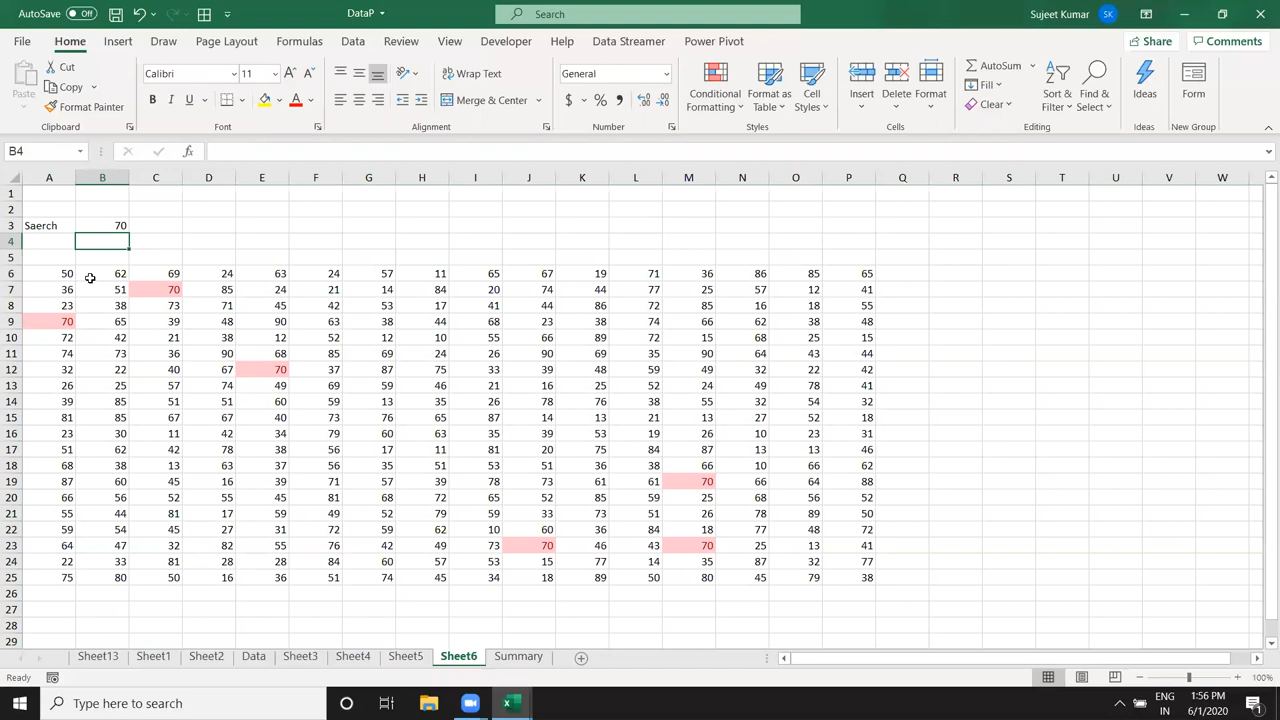 AutoSave Off DataP Search Sujeet Kumar SK
File Home Insert Draw Page Layout Formulas Data Review View Developer Help Data Streamer Power Pivot Share Comments
Paste Cut Copy Format Painter Calibri 11 Wrap Text Merge & Center General Conditional Formatting Format as Table Cell Styles Insert Delete Format AutoSum Fill Clear Sort & Filter Find & Select Ideas Form
Clipboard Font Alignment Number Styles Cells Editing Ideas New Group
B4 fx
A B C D E F G H I J K L M N O P Q R S T U V W
1
2
3 Saerch 70
4
5
6 50 62 69 24 63 24 57 11 65 67 19 71 36 86 85 65
7 36 51 70 85 24 21 14 84 20 74 44 77 25 57 12 41
8 23 38 73 71 45 42 53 17 41 44 86 85 55 16 18 55
9 70 65 39 48 90 63 38 44 68 23 38 74 66 62 38 48
10 72 42 21 38 12 52 12 10 55 66 89 72 15 68 25 15
11 74 73 36 90 68 85 69 24 26 90 69 35 90 64 43 44
12 32 22 40 67 70 37 87 75 33 39 48 59 49 32 22 42
13 26 25 57 74 49 69 59 46 21 16 25 52 24 49 78 41
14 39 85 51 51 60 59 13 35 26 78 76 38 55 32 54 32
15 81 85 67 67 40 73 76 65 87 14 13 21 13 27 52 18
16 23 30 11 42 34 79 60 63 35 39 53 19 26 10 23 31
17 51 62 42 78 38 56 17 11 81 20 75 84 87 13 13 46
18 68 38 13 63 37 56 35 51 53 51 36 38 66 10 66 62
19 87 60 45 16 39 71 57 39 78 73 61 61 70 66 64 88
20 66 56 52 55 45 81 68 72 65 52 85 59 25 68 56 52
21 55 44 81 17 59 49 52 79 59 33 73 51 26 78 89 50
22 59 54 45 27 31 72 59 62 10 60 36 84 18 77 48 72
23 64 47 32 82 55 76 42 49 73 70 46 43 70 25 13 41
24 22 33 81 28 28 84 60 57 53 15 77 14 35 87 32 77
25 75 80 50 16 36 51 74 45 34 18 89 50 80 45 79 38
26
27
28
29
Sheet13 Sheet1 Sheet2 Data Sheet3 Sheet4 Sheet5 Sheet6 Summary
Ready 100%
Type here to search ENG 1:56 PM
IN 6/1/2020